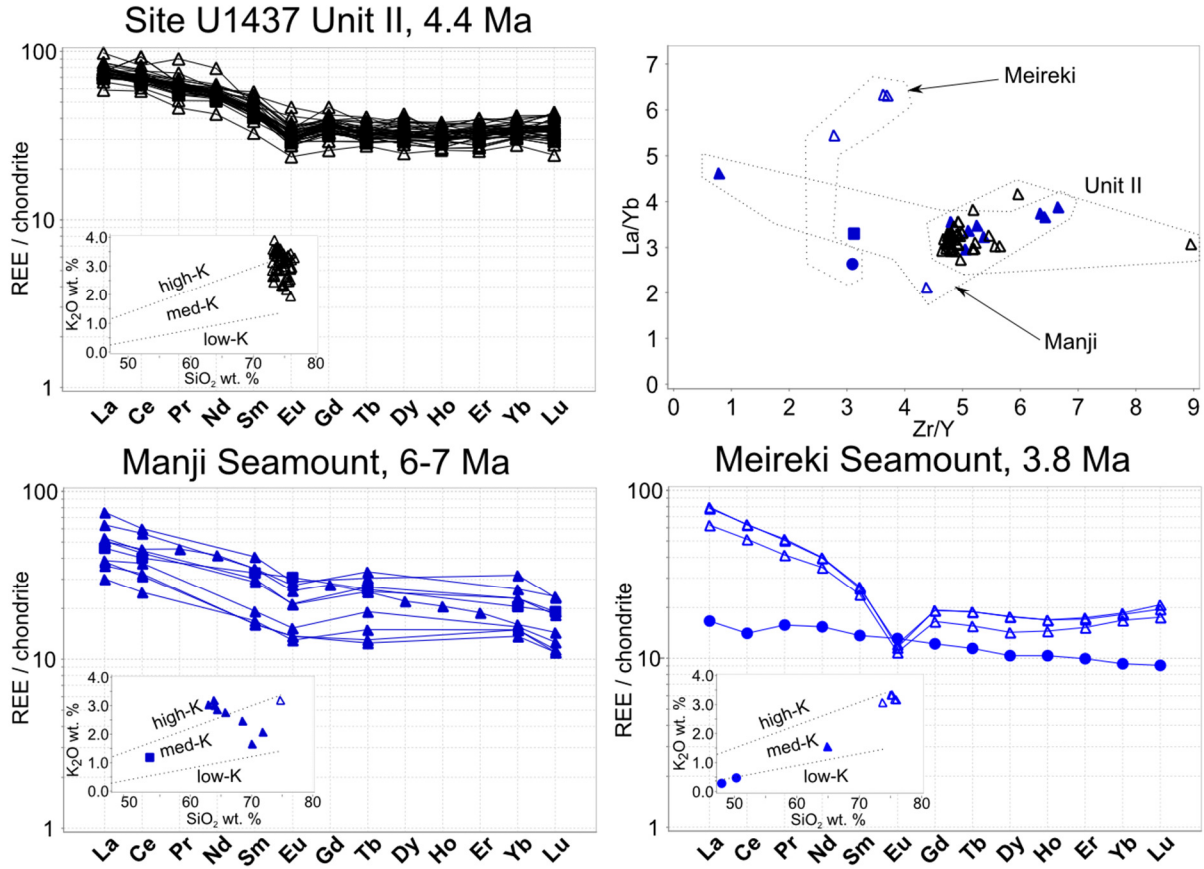 Site U1437 Unit II, 4.4 Ma
100
10
1
REE / chondrite
4.0
3.0
2.0
1.0
0.0
K2O wt. %
high-K
med-K
low-K
50 60 70 80
SiO2 wt. %
La Ce Pr Nd Sm Eu Gd Tb Dy Ho Er Yb Lu
7
6
5
4
3
2
1
0
La/Yb
Meireki
Unit II
Manji
0 1 2 3 4 5 6 7 8 9
Zr/Y
Manji Seamount, 6-7 Ma
100
10
1
REE / chondrite
4.0
3.0
2.0
1.0
0.0
K2O wt. %
high-K
med-K
low-K
50 60 70 80
SiO2 wt. %
La Ce Pr Nd Sm Eu Gd Tb Dy Ho Er Yb Lu
Meireki Seamount, 3.8 Ma
100
10
1
REE / chondrite
4.0
3.0
2.0
1.0
0.0
K2O wt. %
high-K
med-K
low-K
50 60 70 80
SiO2 wt. %
La Ce Pr Nd Sm Eu Gd Tb Dy Ho Er Yb Lu